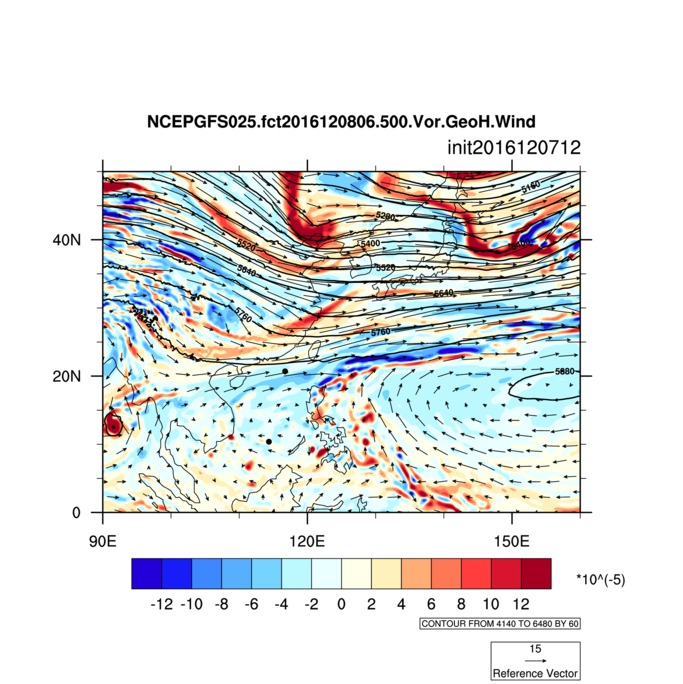 NCEPGFS025.fct2016120806.500.Vor.GeoH.Wind
init2016120712
5160
5280
5400
5520
5400
5520
5640
5640
5760
5760
5880
40N
20N
0
90E 120E 150E
-12 -10 -8 -6 -4 -2 0 2 4 6 8 10 12
*10^(-5)
CONTOUR FROM 4140 TO 6480 BY 60
15
Reference Vector